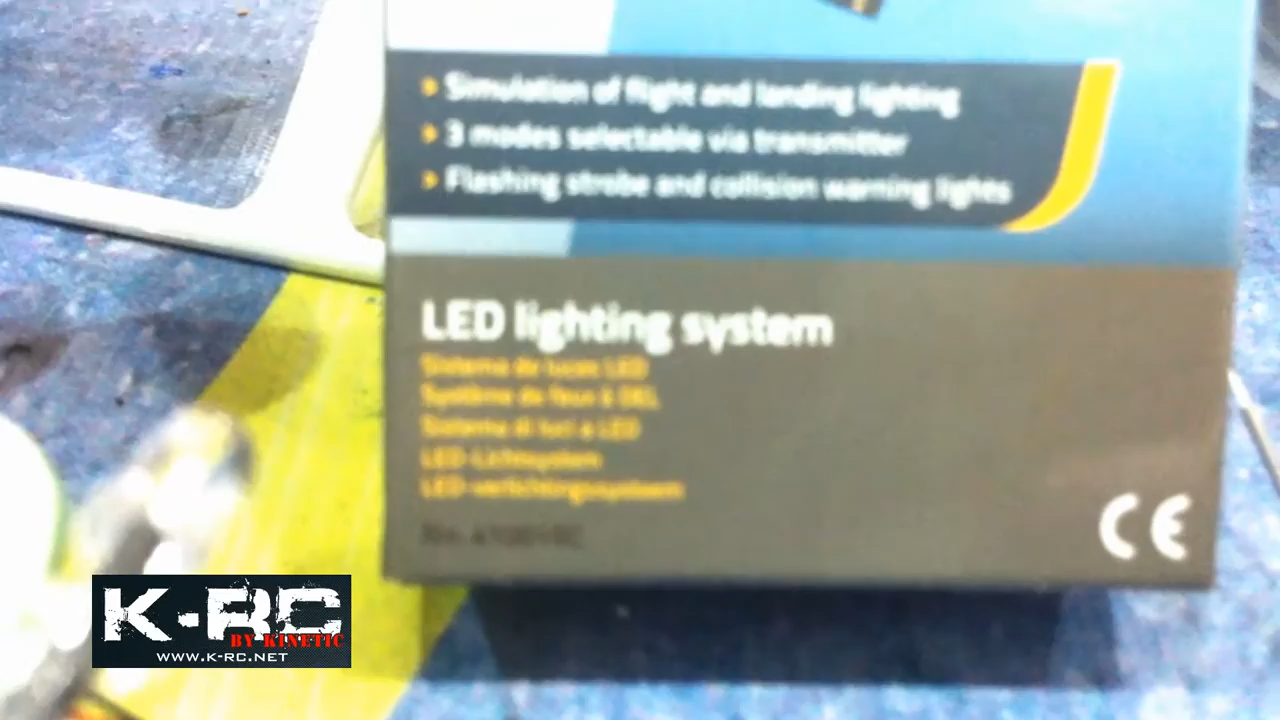 Simulation of flight and landing lighting
3 modes selectable via transmitter
Flashing strobe and collision warning lights
LED lighting system
Sistema de luces LED
Système de feux à DEL
Sistema di luci a LED
LED-Lichtsystem
LED-verlichtingssysteem
CE
K-RC
BY KINETIC
WWW.K-RC.NET